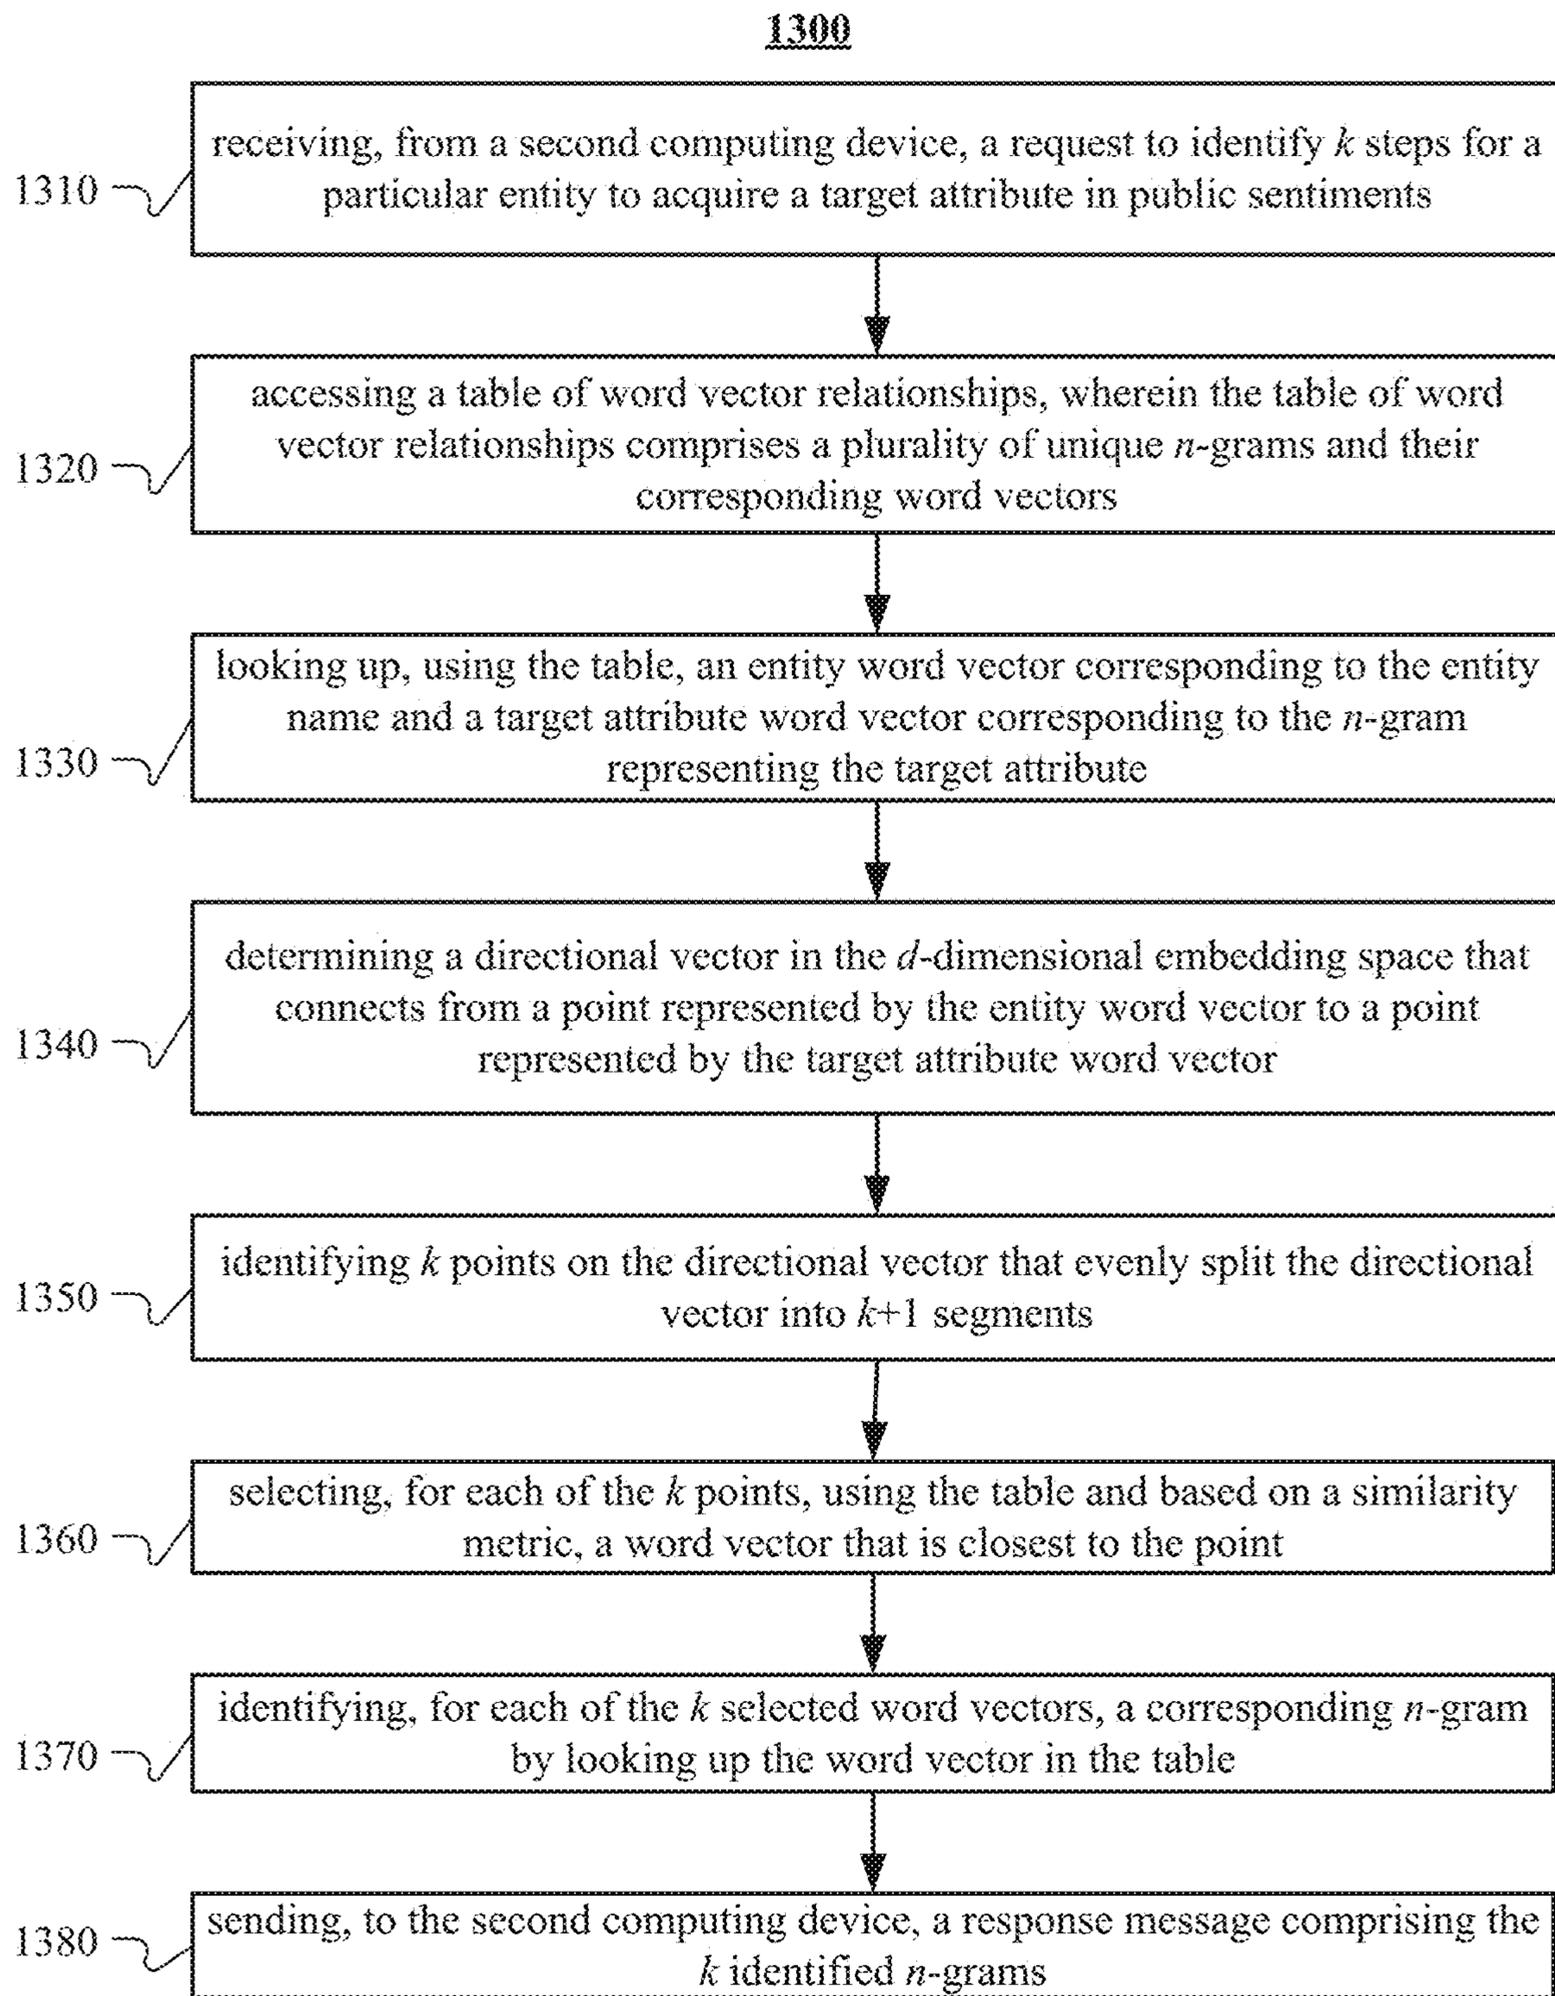 1300
receiving, from a second computing device, a request to identify k steps for a
particular entity to acquire a target attribute in public sentiments
1310
accessing a table of word vector relationships, wherein the table of word
vector relationships comprises a plurality of unique n-grams and their
corresponding word vectors
1320
looking up, using the table, an entity word vector corresponding to the entity
name and a target attribute word vector corresponding to the n-gram
representing the target attribute
1330
determining a directional vector in the d-dimensional embedding space that
connects from a point represented by the entity word vector to a point
represented by the target attribute word vector
1340
identifying k points on the directional vector that evenly split the directional
vector into k+1 segments
1350
selecting, for each of the k points, using the table and based on a similarity
metric, a word vector that is closest to the point
1360
identifying, for each of the k selected word vectors, a corresponding n-gram
by looking up the word vector in the table
1370
sending, to the second computing device, a response message comprising the
k identified n-grams
1380